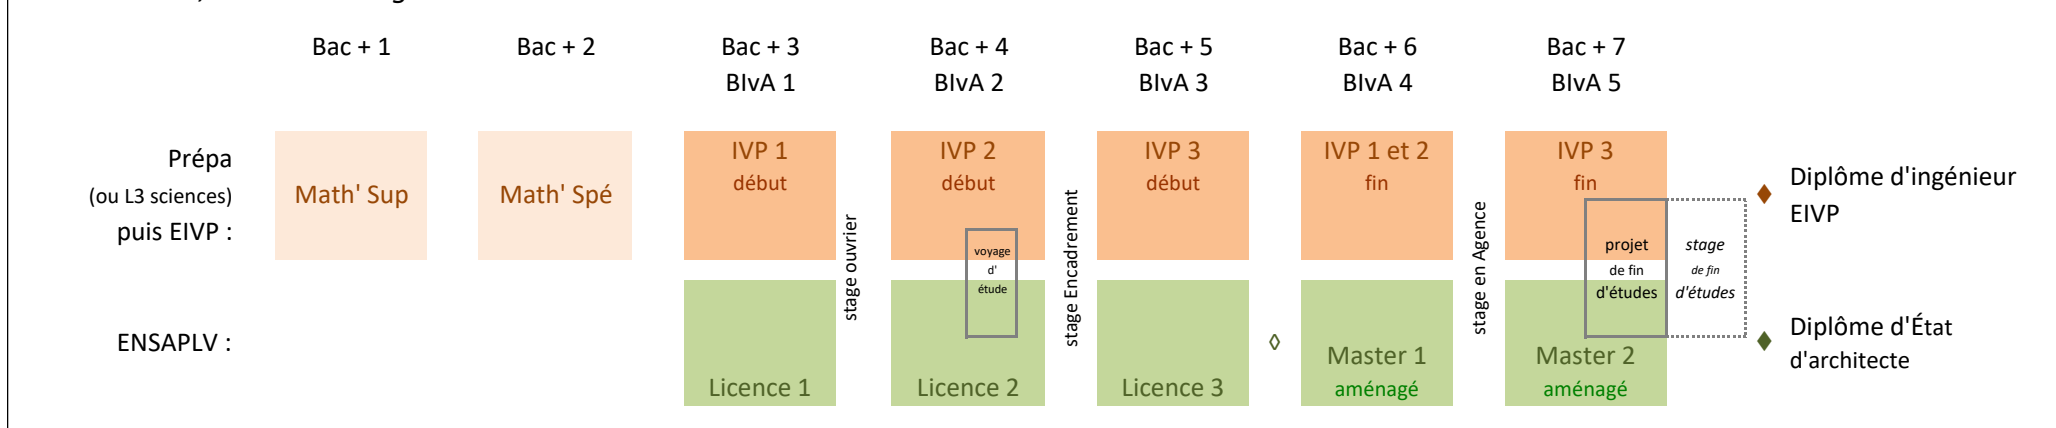 Bac + 1
Bac + 2
Bac + 3
BIvA 1
Bac + 4
BIvA 2
Bac + 5
BIvA 3
Bac + 6
BIvA 4
Bac + 7
BIvA 5
Prépa
(ou L3 sciences)
puis EIVP :
Math' Sup
Math' Spé
IVP 1
début
stage ouvrier
IVP 2
début
voyage
d'
étude
stage Encadrement
IVP 3
début
IVP 1 et 2
fin
stage en Agence
IVP 3
fin
projet
de fin
d'études
stage
de fin
d'études
Diplôme d'ingénieur
EIVP
ENSAPLV :
Licence 1
Licence 2
Licence 3
Master 1
aménagé
Master 2
aménagé
Diplôme d'État
d'architecte